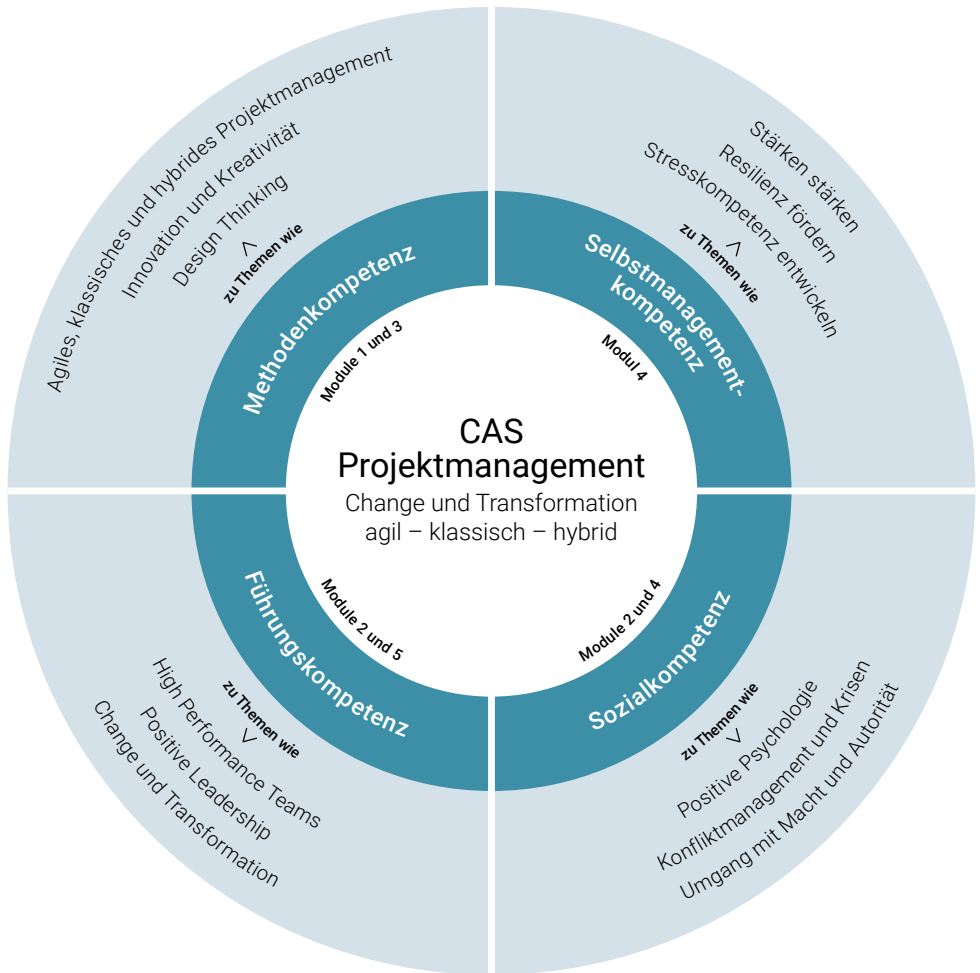 Agiles, klassisches und hybrides Projektmanagement
Innovation und Kreativität
Design Thinking
zu Themen wie
Methodenkompetenz
Module 1 und 3
Stärken stärken
Resilienz fördern
Stresskompetenz entwickeln
zu Themen wie
Selbstmanagement-
kompetenz
Modul 4
CAS
Projektmanagement
Change und Transformation
agil – klassisch – hybrid
Module 2 und 5
Führungskompetenz
zu Themen wie
High Performance Teams
Positive Leadership
Change und Transformation
Module 2 und 4
Sozialkompetenz
zu Themen wie
Positive Psychologie
Konfliktmanagement und Krisen
Umgang mit Macht und Autorität